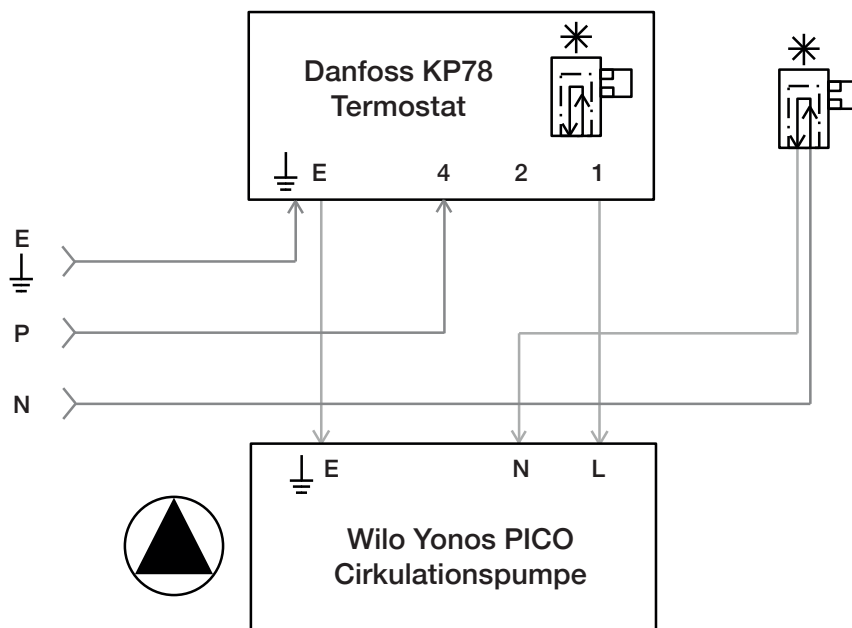 Danfoss KP78
Termostat
E 4 2 1
E
P
N
E N L
Wilo Yonos PICO
Cirkulationspumpe